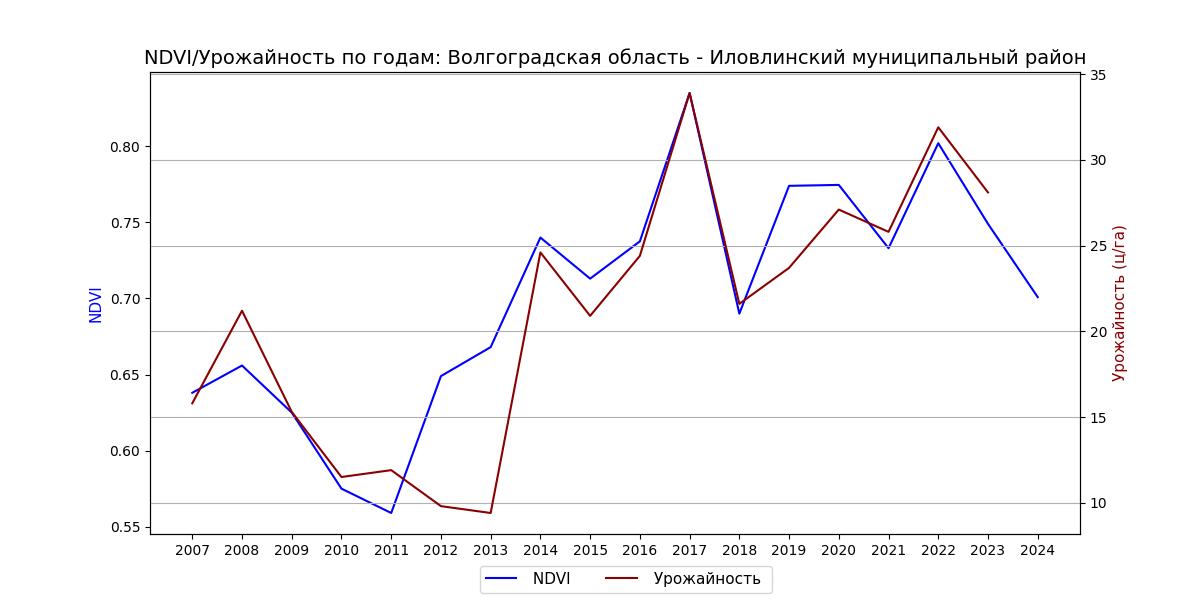 NDVI/Урожайность по годам: Волгоградская область - Иловлинский муниципальный район
35
0.80
30
0.75
25
NDVI
0.70
20
Урожайность (ц/га)
0.65
15
0.60
10
0.55
2007 2008 2009 2010 2011 2012 2013 2014 2015 2016 2017 2018 2019 2020 2021 2022 2023 2024
NDVI Урожайность